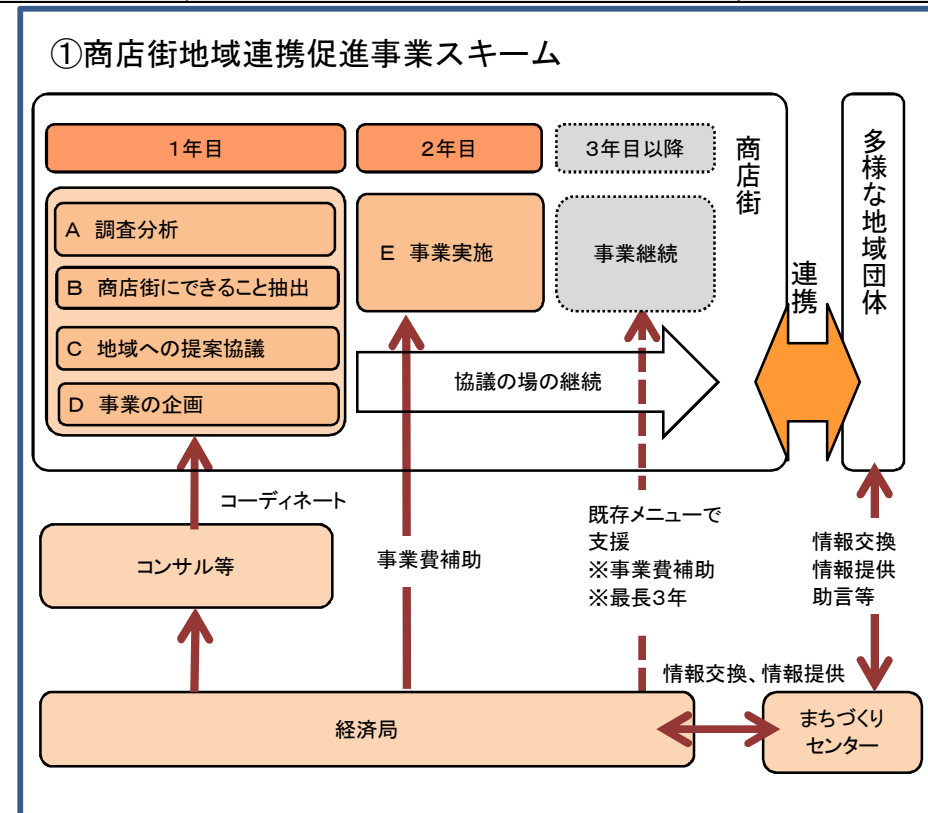 ①商店街地域連携促進事業スキーム
1年目
2年目
3年目以降
商店街
多様な地域団体
A 調査分析
B 商店街にできること抽出
C 地域への提案協議
D 事業の企画
E 事業実施
事業継続
連携
協議の場の継続
コーディネート
コンサル等
事業費補助
既存メニューで
支援
※事業費補助
※最長3年
情報交換
情報提供
助言等
情報交換、情報提供
経済局
まちづくり
センター